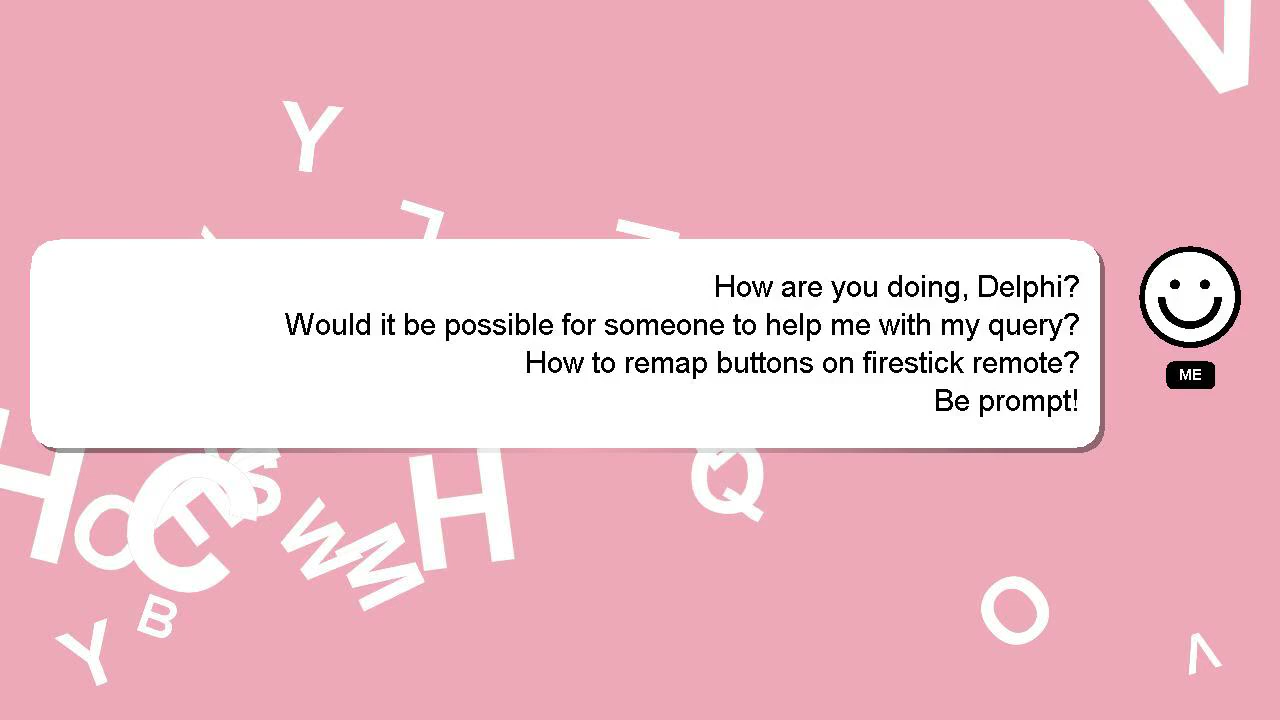 V
Y
L
L
How are you doing, Delphi?
Would it be possible for someone to help me with my query?
How to remap buttons on firestick remote?
Be prompt!
ME
H
O
C
T
S
W
M
H
Q
B
Y
O
V